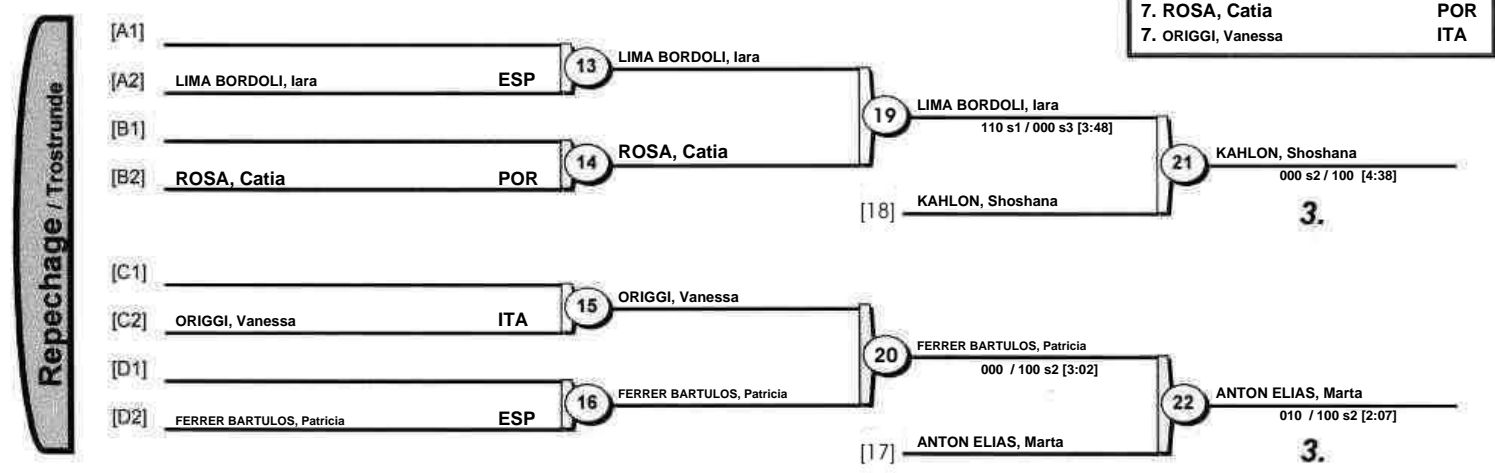 7. ROSA, Catia POR
7. ORIGGI, Vanessa ITA
Repechage / Trostrunde
[A1]
[A2] LIMA BORDOLI, Iara ESP
13 LIMA BORDOLI, Iara
[B1]
[B2] ROSA, Catia POR
14 ROSA, Catia
19 LIMA BORDOLI, Iara
110 s1 / 000 s3 [3:48]
[18] KAHLON, Shoshana
21 KAHLON, Shoshana
000 s2 / 100 [4:38]
3.
[C1]
[C2] ORIGGI, Vanessa ITA
15 ORIGGI, Vanessa
[D1]
[D2] FERRER BARTULOS, Patricia ESP
16 FERRER BARTULOS, Patricia
20 FERRER BARTULOS, Patricia
000 / 100 s2 [3:02]
[17] ANTON ELIAS, Marta
22 ANTON ELIAS, Marta
010 / 100 s2 [2:07]
3.